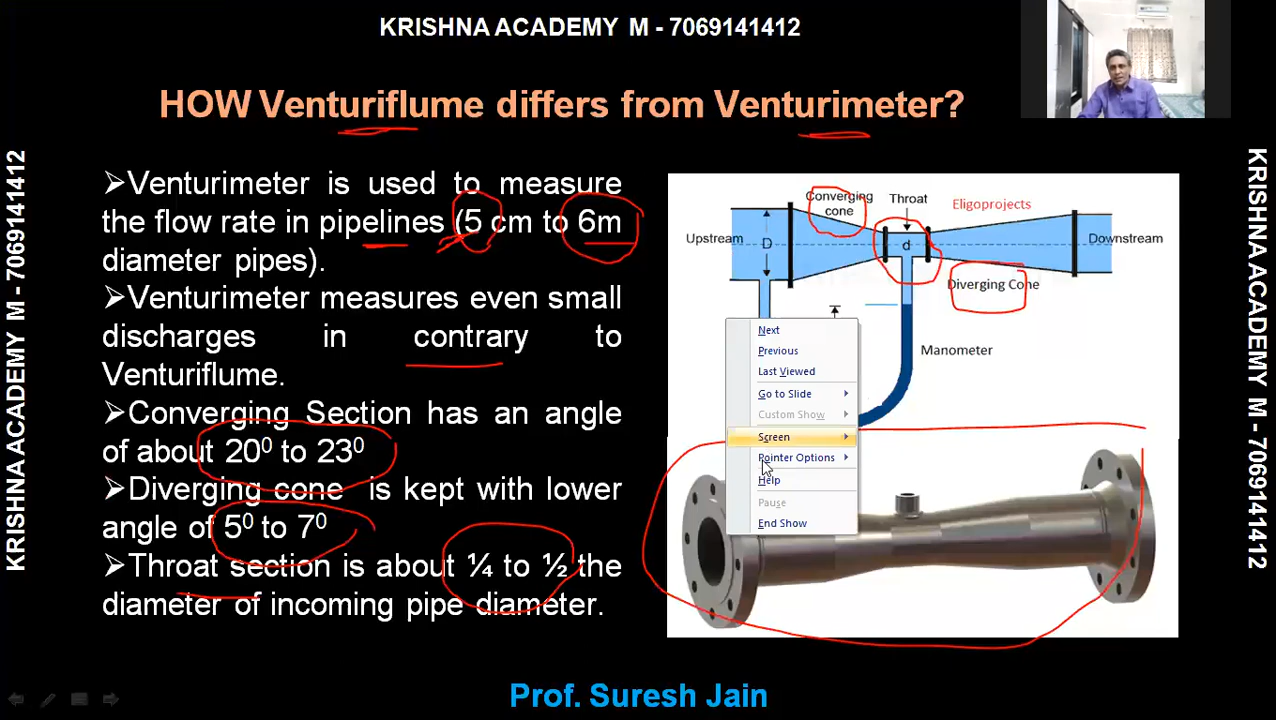 KRISHNA ACADEMY M - 7069141412
HOW Venturiflume differs from Venturimeter?
➢Venturimeter is used to measure
the flow rate in pipelines (5 cm to 6m
diameter pipes).
➢Venturimeter measures even small
discharges in contrary to
Venturiflume.
➢Converging Section has an angle
of about 20⁰ to 23⁰
➢Diverging cone is kept with lower
angle of 5⁰ to 7⁰
➢Throat section is about ¼ to ½ the
diameter of incoming pipe diameter.
Converging
cone
Throat
Eligoprojects
Upstream
D
d
Downstream
Diverging Cone
Manometer
Next
Previous
Last Viewed
Go to Slide
Custom Show
Screen
Pointer Options
Help
Pause
End Show
Prof. Suresh Jain
KRISHNA ACADEMY M - 7069141412
KRISHNA ACADEMY M - 7069141412